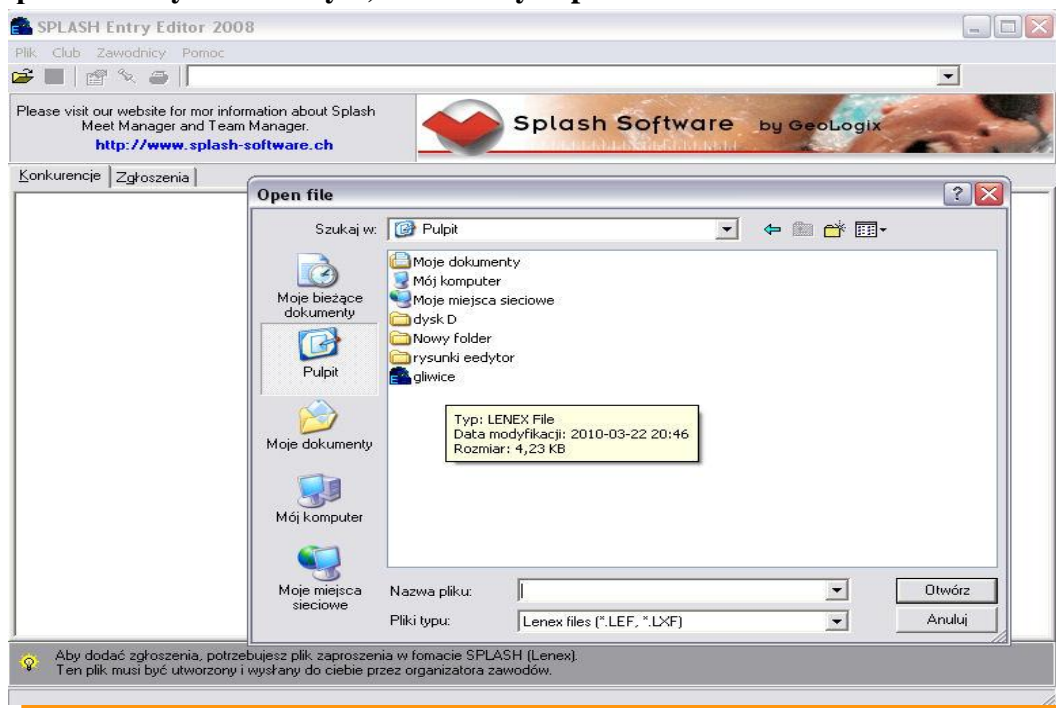 SPLASH Entry Editor 2008
Plik Club Zawodnicy Pomoc
Please visit our website for mor information about Splash
Meet Manager and Team Manager.
http://www.splash-software.ch
Splash Software by GeoLogix
Konkurencje Zgłoszenia
Open file
Szukaj w: Pulpit
Moje bieżące
dokumenty
Pulpit
Moje dokumenty
Mój komputer
Moje miejsca
sieciowe
Moje dokumenty
Mój komputer
Moje miejsca sieciowe
dysk D
Nowy folder
rysunki eedytor
gliwice
Typ: LENEX File
Data modyfikacji: 2010-03-22 20:46
Rozmiar: 4,23 KB
Nazwa pliku: Otwórz
Pliki typu: Lenex files (*.LEF, *.LXF) Anuluj
Aby dodać zgłoszenia, potrzebujesz plik zaproszenia w fomacie SPLASH (Lenex).
Ten plik musi być utworzony i wysłany do ciebie przez organizatora zawodów.